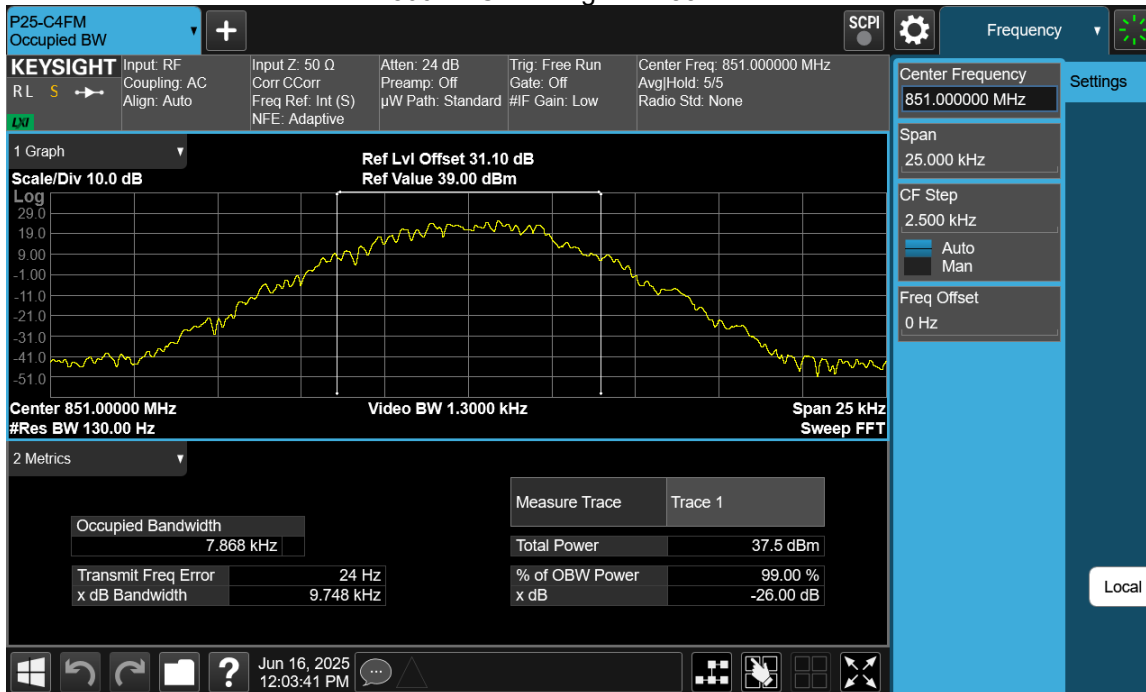 P25-C4FM
Occupied BW
+
SCPI
Frequency
KEYSIGHT
R L S
LXI
Input: RF
Coupling: AC
Align: Auto
Input Z: 50 Ω
Corr CCorr
Freq Ref: Int (S)
NFE: Adaptive
Atten: 24 dB
Preamp: Off
µW Path: Standard
Trig: Free Run
Gate: Off
#IF Gain: Low
Center Freq: 851.000000 MHz
Avg|Hold: 5/5
Radio Std: None
Center Frequency
851.000000 MHz
Settings
Span
25.000 kHz
CF Step
2.500 kHz
Auto
Man
Freq Offset
0 Hz
Local
1 Graph
Ref Lvl Offset 31.10 dB
Scale/Div 10.0 dB
Ref Value 39.00 dBm
Log
29.0
19.0
9.00
-1.00
-11.0
-21.0
-31.0
-41.0
-51.0
Center 851.00000 MHz
Video BW 1.3000 kHz
Span 25 kHz
#Res BW 130.00 Hz
Sweep FFT
2 Metrics
Measure Trace
Trace 1
Occupied Bandwidth
7.868 kHz
Total Power
37.5 dBm
Transmit Freq Error
24 Hz
% of OBW Power
99.00 %
x dB Bandwidth
9.748 kHz
x dB
-26.00 dB
?
Jun 16, 2025
12:03:41 PM